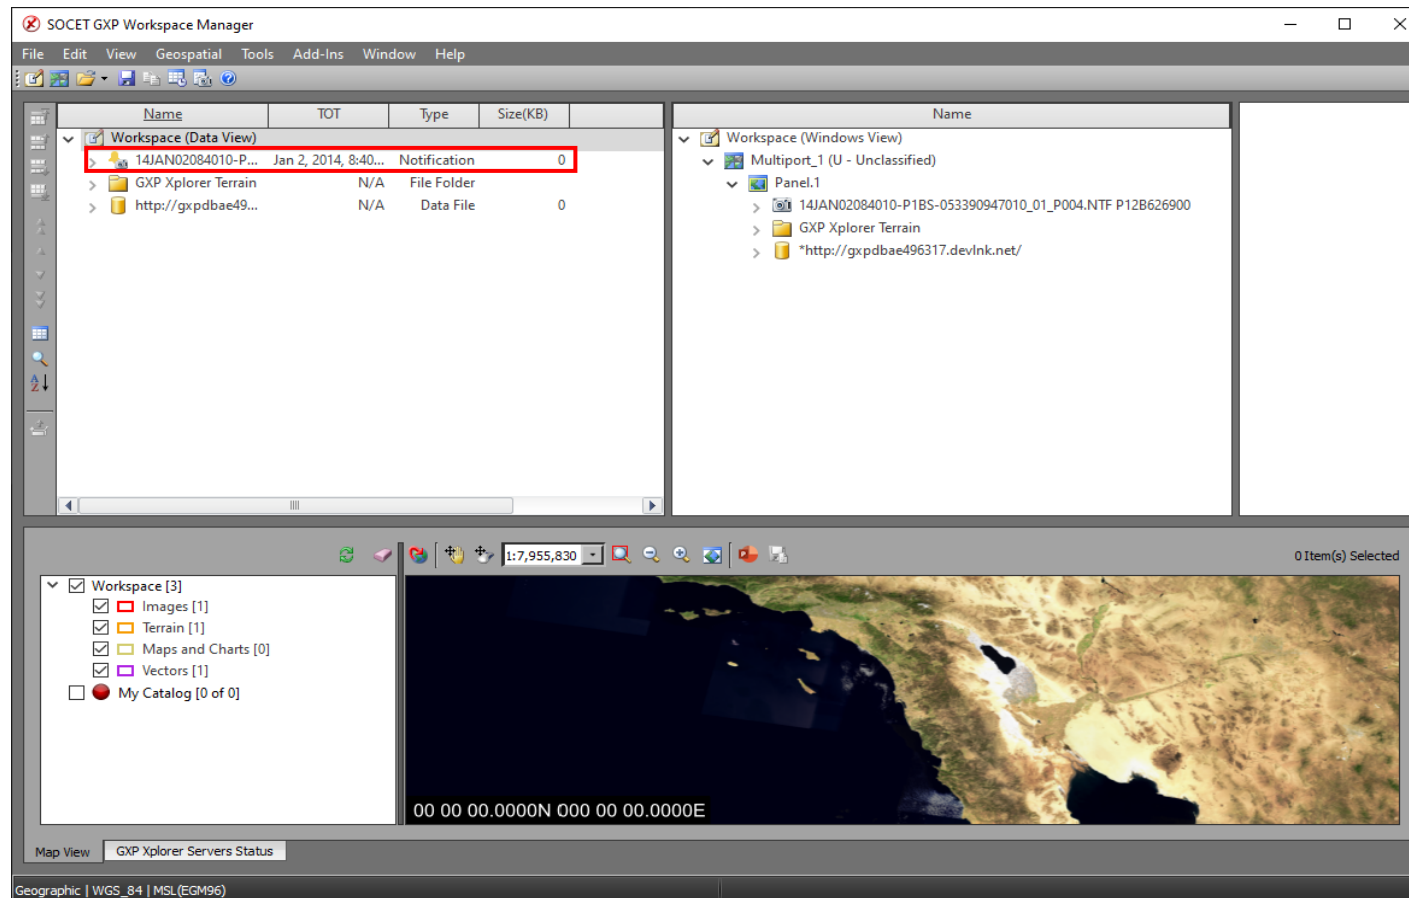 SOCET GXP Workspace Manager
File Edit View Geospatial Tools Add-Ins Window Help
Name TOT Type Size(KB)
Workspace (Data View)
14JAN02084010-P... Jan 2, 2014, 8:40... Notification 0
GXP Xplorer Terrain N/A File Folder
http://gxpdbae49... N/A Data File 0
Name
Workspace (Windows View)
Multiport_1 (U - Unclassified)
Panel.1
14JAN02084010-P1BS-053390947010_01_P004.NTF P12B626900
GXP Xplorer Terrain
*http://gxpdbae496317.devlnk.net/
1:7,955,830
0 Item(s) Selected
Workspace [3]
Images [1]
Terrain [1]
Maps and Charts [0]
Vectors [1]
My Catalog [0 of 0]
00 00 00.0000N 000 00 00.0000E
Map View GXP Xplorer Servers Status
Geographic | WGS_84 | MSL(EGM96)